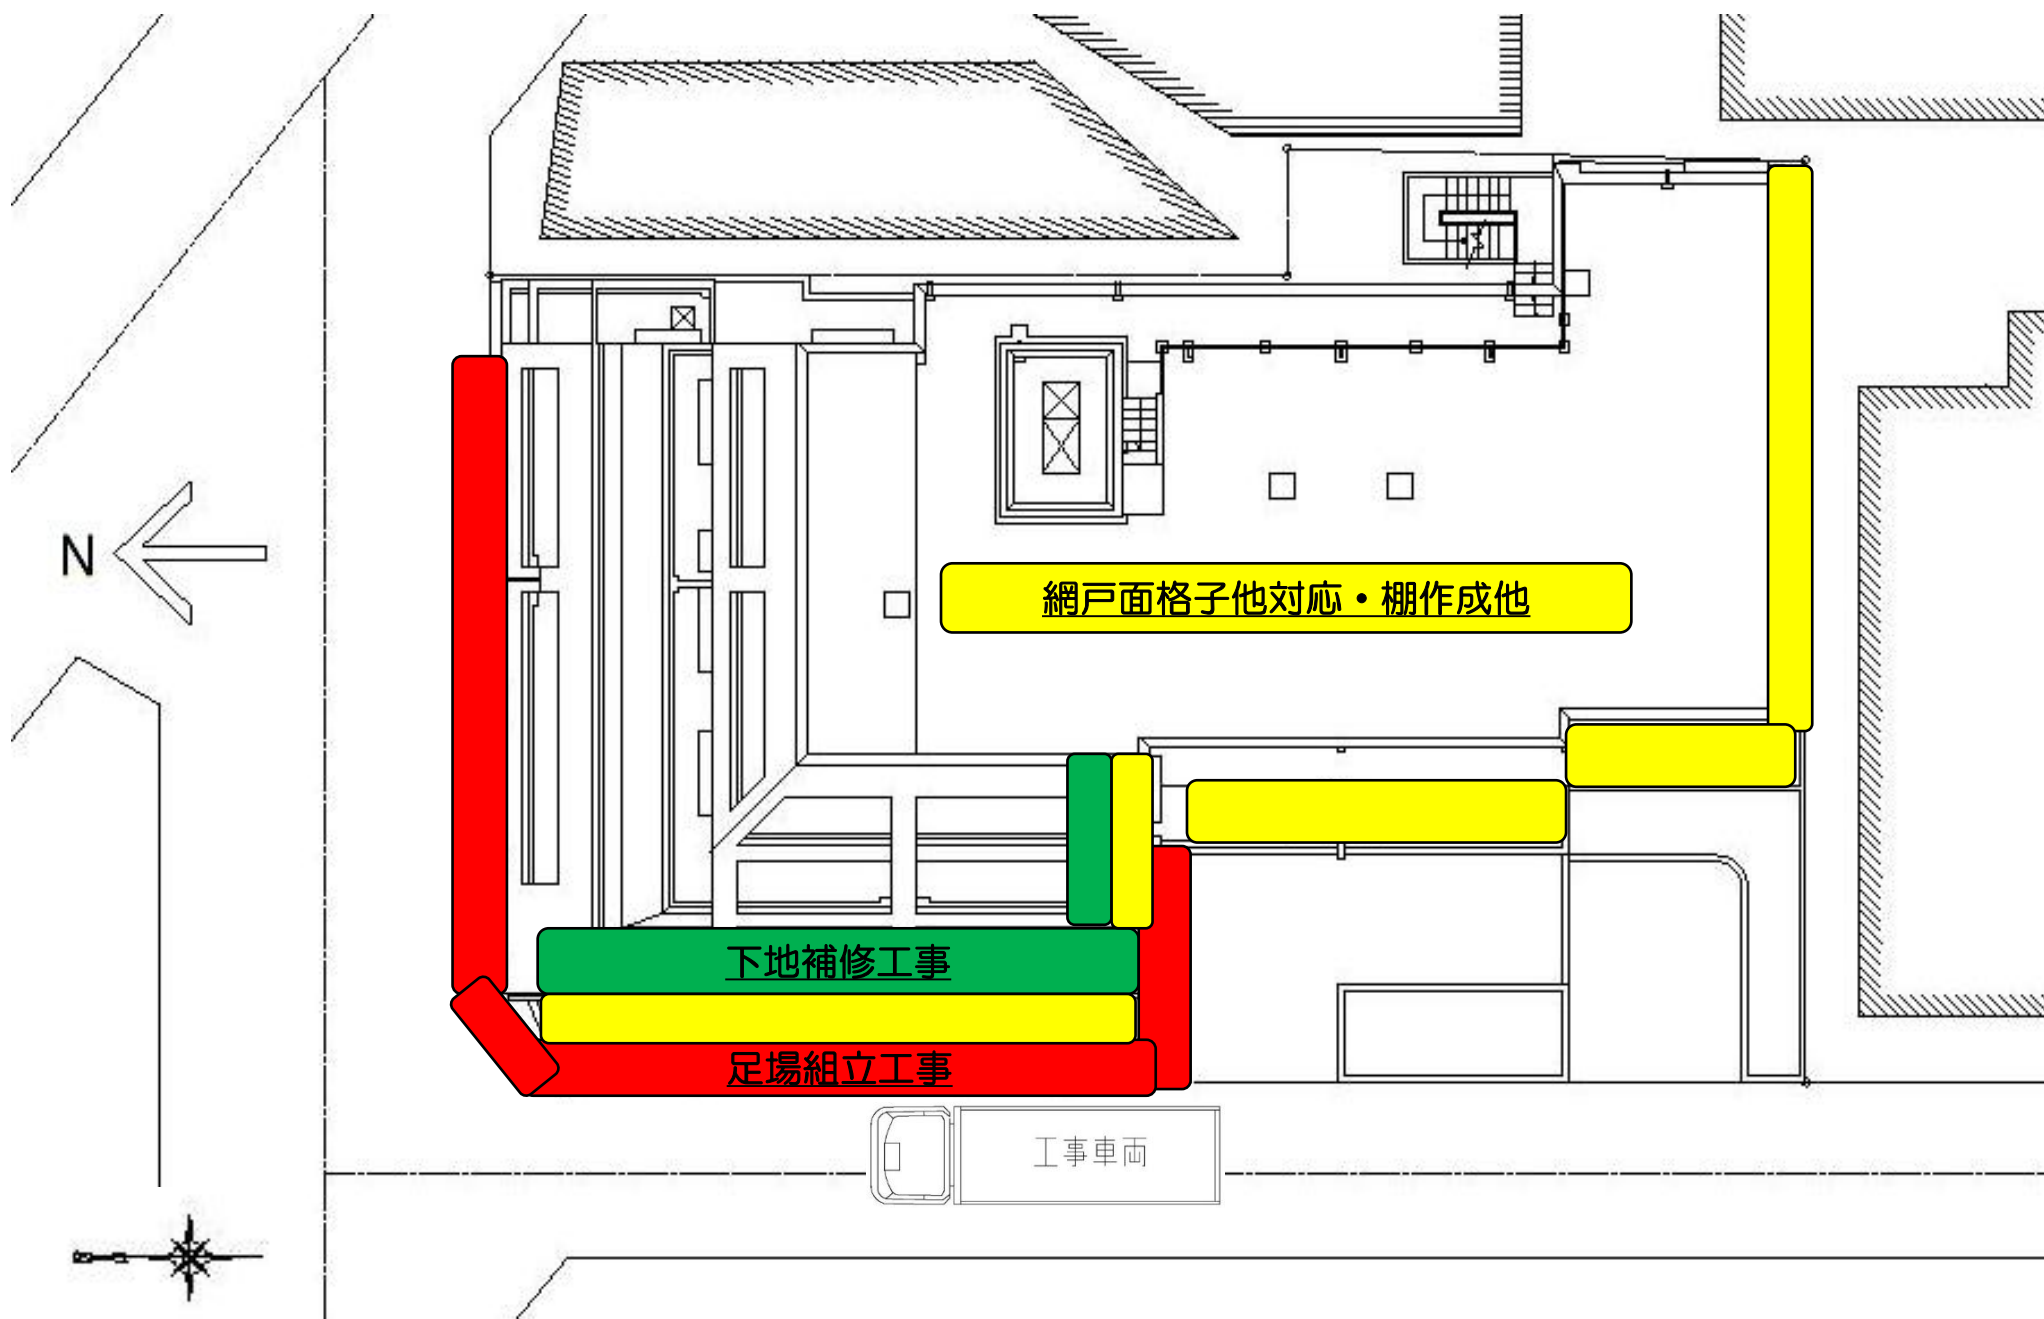 N
網戸面格子他対応・棚作成他
下地補修工事
足場組立工事
工事車両